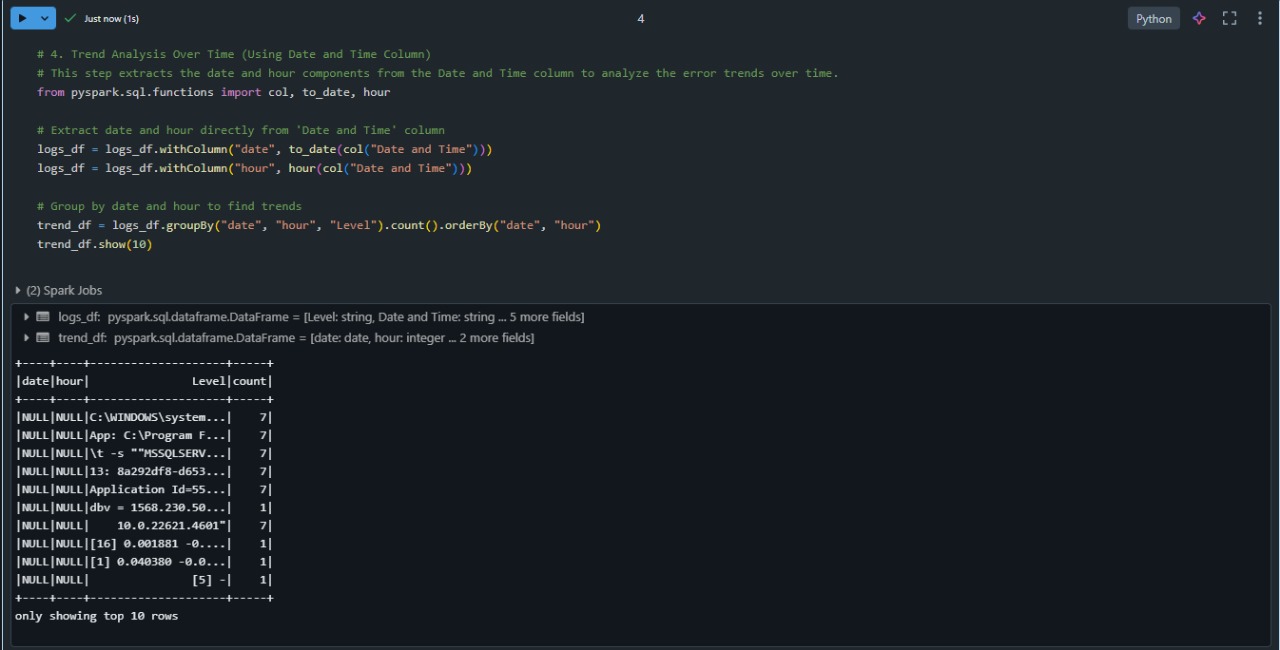 Just now (1s)
4
Python
# 4. Trend Analysis Over Time (Using Date and Time Column)
# This step extracts the date and hour components from the Date and Time column to analyze the error trends over time.
from pyspark.sql.functions import col, to_date, hour
# Extract date and hour directly from 'Date and Time' column
logs_df = logs_df.withColumn("date", to_date(col("Date and Time")))
logs_df = logs_df.withColumn("hour", hour(col("Date and Time")))
# Group by date and hour to find trends
trend_df = logs_df.groupBy("date", "hour", "Level").count().orderBy("date", "hour")
trend_df.show(10)
(2) Spark Jobs
logs_df: pyspark.sql.dataframe.DataFrame = [Level: string, Date and Time: string ... 5 more fields]
trend_df: pyspark.sql.dataframe.DataFrame = [date: date, hour: integer ... 2 more fields]
+----+----+--------------------+-----+
|date|hour|               Level|count|
+----+----+--------------------+-----+
|NULL|NULL|C:\WINDOWS\system...|    7|
|NULL|NULL|App: C:\Program F...|    7|
|NULL|NULL|\t -s ""MSSQLSERV...|    7|
|NULL|NULL|13: 8a292df8-d653...|    7|
|NULL|NULL|Application Id=55...|    7|
|NULL|NULL|dbv = 1568.230.50...|    1|
|NULL|NULL|    10.0.22621.4601"|    7|
|NULL|NULL|[16] 0.001881 -0....|    1|
|NULL|NULL|[1] 0.040380 -0.0...|    1|
|NULL|NULL|               [5] -|    1|
+----+----+--------------------+-----+
only showing top 10 rows